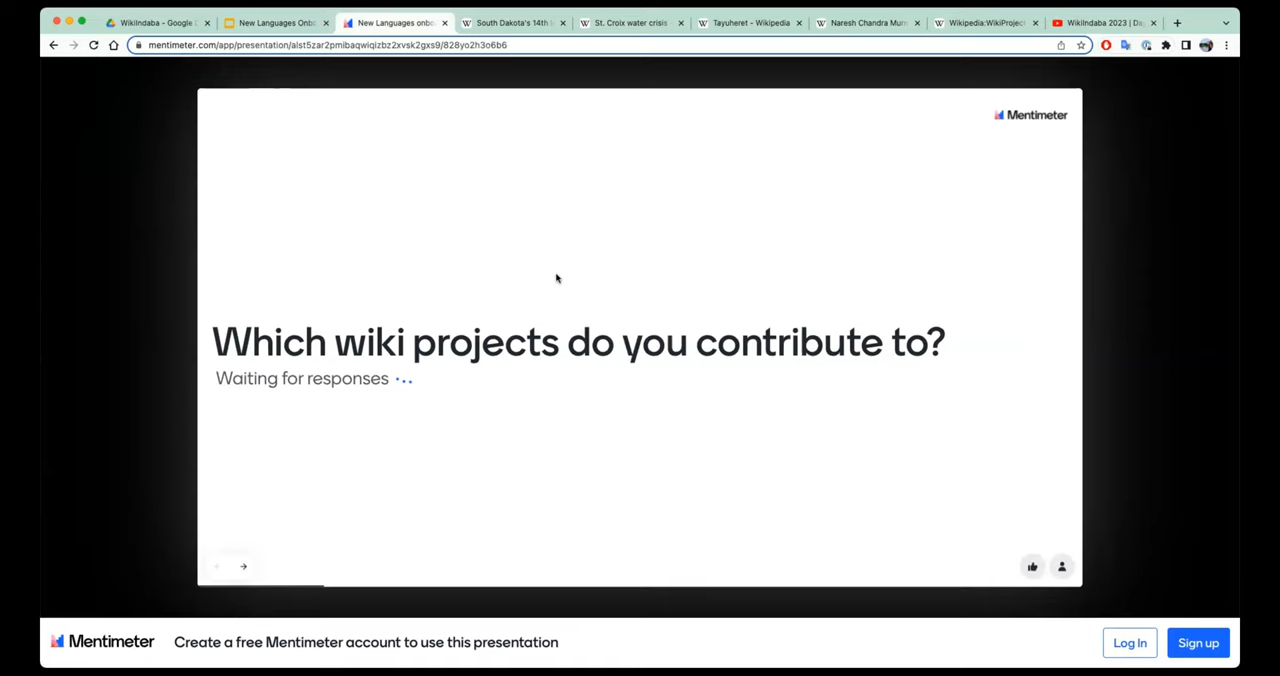 WikiIndaba - Google D
New Languages Onbo
New Languages onbo
South Dakota's 14th l
St. Croix water crisis
Tayuheret - Wikipedia
Naresh Chandra Mur
Wikipedia:WikiProjec
WikiIndaba 2023 | Da
mentimeter.com/app/presentation/alst5zar2pmibaqwiqizbz2xvsk2gxs9/828yo2h3o6b6
Mentimeter
Which wiki projects do you contribute to?
Waiting for responses
Mentimeter
Create a free Mentimeter account to use this presentation
Log In
Sign up